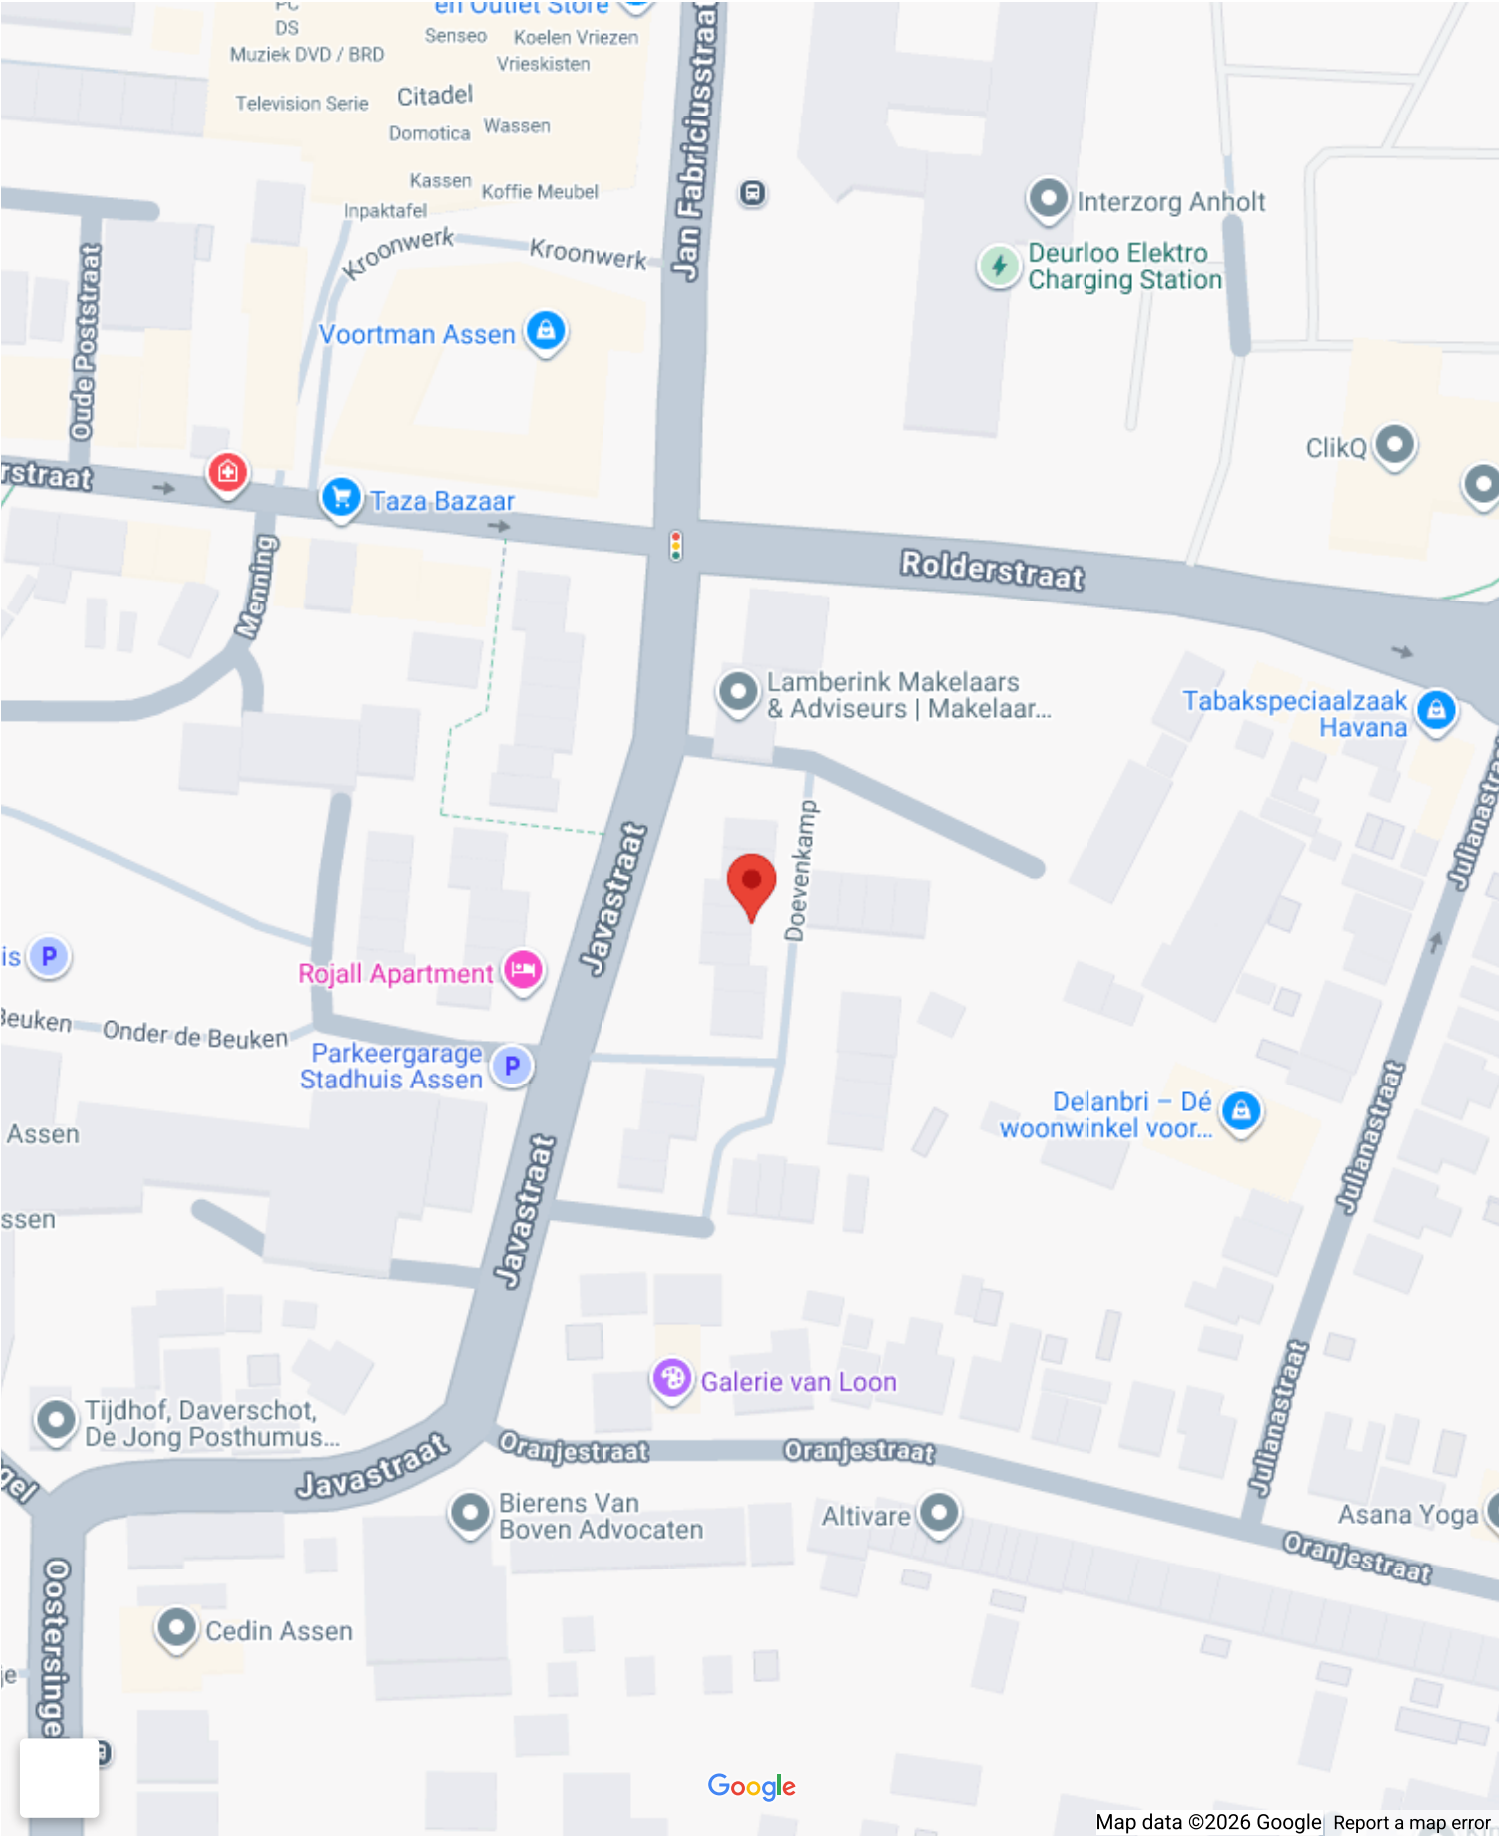 en Outlet Store
PC
DS
Senseo
Koelen Vriezen
Muziek DVD / BRD
Vrieskisten
Television Serie
Citadel
Domotica
Wassen
Kassen
Koffie Meubel
Inpaktafel
Jan Fabriciusstraat
Kroonwerk
Kroonwerk
Interzorg Anholt
Deurloo Elektro
Charging Station
Oude Poststraat
Voortman Assen
ClikQ
rstraat
Taza Bazaar
Menning
Rolderstraat
Lamberink Makelaars
& Adviseurs | Makelaar...
Tabakspeciaalzaak
Havana
Julianastraat
Javastraat
Doevenkamp
is
P
Rojall Apartment
Beuken
Onder de Beuken
Parkeergarage
Stadhuis Assen
P
Delanbri – Dé
woonwinkel voor...
Assen
Julianastraat
Javastraat
ssen
Galerie van Loon
Julianastraat
Tijdhof, Daverschot,
De Jong Posthumus...
Javastraat
Oranjestraat
Oranjestraat
gel
Bierens Van
Boven Advocaten
Altivare
Asana Yoga
Oranjestraat
Oostersinge
Cedin Assen
je
Google
Map data ©2026 Google
Report a map error